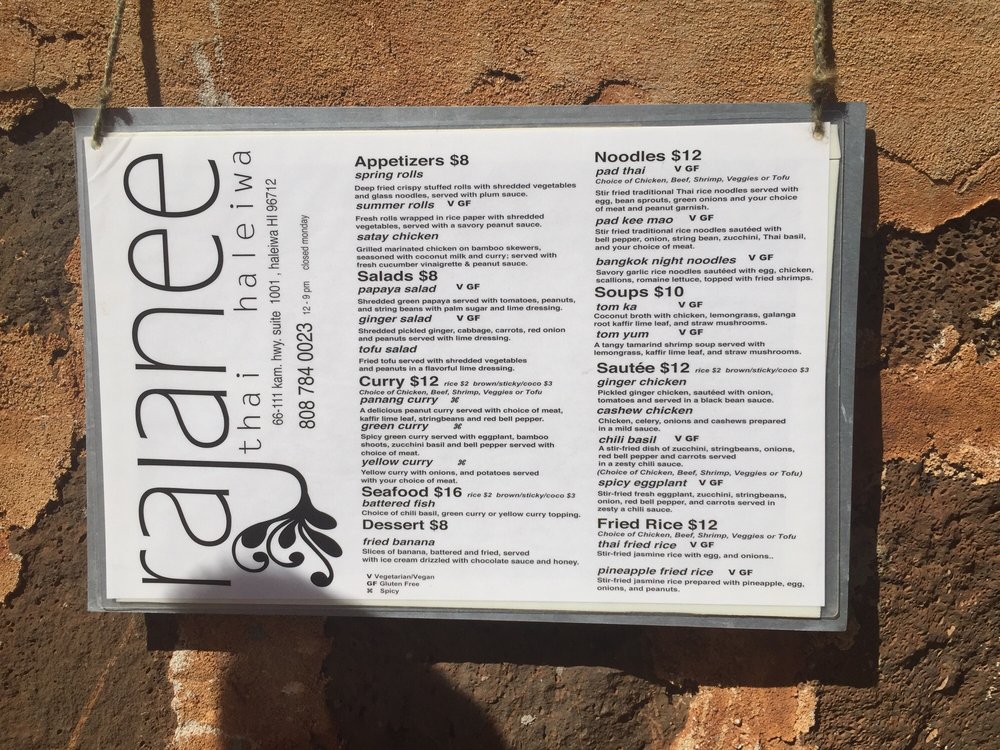 rajanee
thai haleiwa
66-111 kam. hwy. suite 1001 , haleiwa HI 96712
808 784 0023 12 - 9 pm closed monday
Appetizers $8
spring rolls
Deep fried crispy stuffed rolls with shredded vegetables
and glass noodles, served with plum sauce.
summer rolls V GF
Fresh rolls wrapped in rice paper with shredded
vegetables, served with a savory peanut sauce.
satay chicken
Grilled marinated chicken on bamboo skewers,
seasoned with coconut milk and curry; served with
fresh cucumber vinaigrette & peanut sauce.
Salads $8
papaya salad V GF
Shredded green papaya served with tomatoes, peanuts,
and string beans with palm sugar and lime dressing.
ginger salad V GF
Shredded pickled ginger, cabbage, carrots, red onion
and peanuts served with lime dressing.
tofu salad
Fried tofu served with shredded vegetables
and peanuts in a flavorful lime dressing.
Curry $12 rice $2 brown/sticky/coco $3
Choice of Chicken, Beef, Shrimp, Veggies or Tofu
panang curry ⌘
A delicious peanut curry served with choice of meat,
kaffir lime leaf, stringbeans and red bell pepper.
green curry ⌘
Spicy green curry served with eggplant, bamboo
shoots, zucchini basil and bell pepper served with
choice of meat.
yellow curry ⌘
Yellow curry with onions, and potatoes served
with your choice of meat.
Seafood $16 rice $2 brown/sticky/coco $3
battered fish
Choice of chili basil, green curry or yellow curry topping.
Dessert $8
fried banana
Slices of banana, battered and fried, served
with ice cream drizzled with chocolate sauce and honey.
V Vegetarian/Vegan
GF Gluten Free
⌘ Spicy
Noodles $12
pad thai V GF
Choice of Chicken, Beef, Shrimp, Veggies or Tofu
Stir fried traditional Thai rice noodles served with
egg, bean sprouts, green onions and your choice
of meat and peanut garnish.
pad kee mao V GF
Stir fried traditional rice noodles sautéed with
bell pepper, onion, string bean, zucchini, Thai basil,
and your choice of meat.
bangkok night noodles V GF
Savory garlic rice noodles sautéed with egg, chicken,
scallions, romaine lettuce, topped with fried shrimps.
Soups $10
tom ka V GF
Coconut broth with chicken, lemongrass, galanga
root kaffir lime leaf, and straw mushrooms.
tom yum V GF
A tangy tamarind shrimp soup served with
lemongrass, kaffir lime leaf, and straw mushrooms.
Sautée $12 rice $2 brown/sticky/coco $3
ginger chicken
Pickled ginger chicken, sautéed with onion,
tomatoes and served in a black bean sauce.
cashew chicken
Chicken, celery, onions and cashews prepared
in a mild sauce.
chili basil V GF
A stir-fried dish of zucchini, stringbeans, onions,
red bell pepper and carrots served
in a zesty chili sauce.
(Choice of Chicken, Beef, Shrimp, Veggies or Tofu)
spicy eggplant V GF
Stir-fried fresh eggplant, zucchini, stringbeans,
onion, red bell pepper, and carrots served in
zesty a chili sauce.
Fried Rice $12
Choice of Chicken, Beef, Shrimp, Veggies or Tofu
thai fried rice V GF
Stir-fried jasmine rice with egg, and onions..
pineapple fried rice V GF
Stir-fried jasmine rice prepared with pineapple, egg,
onions, and peanuts.